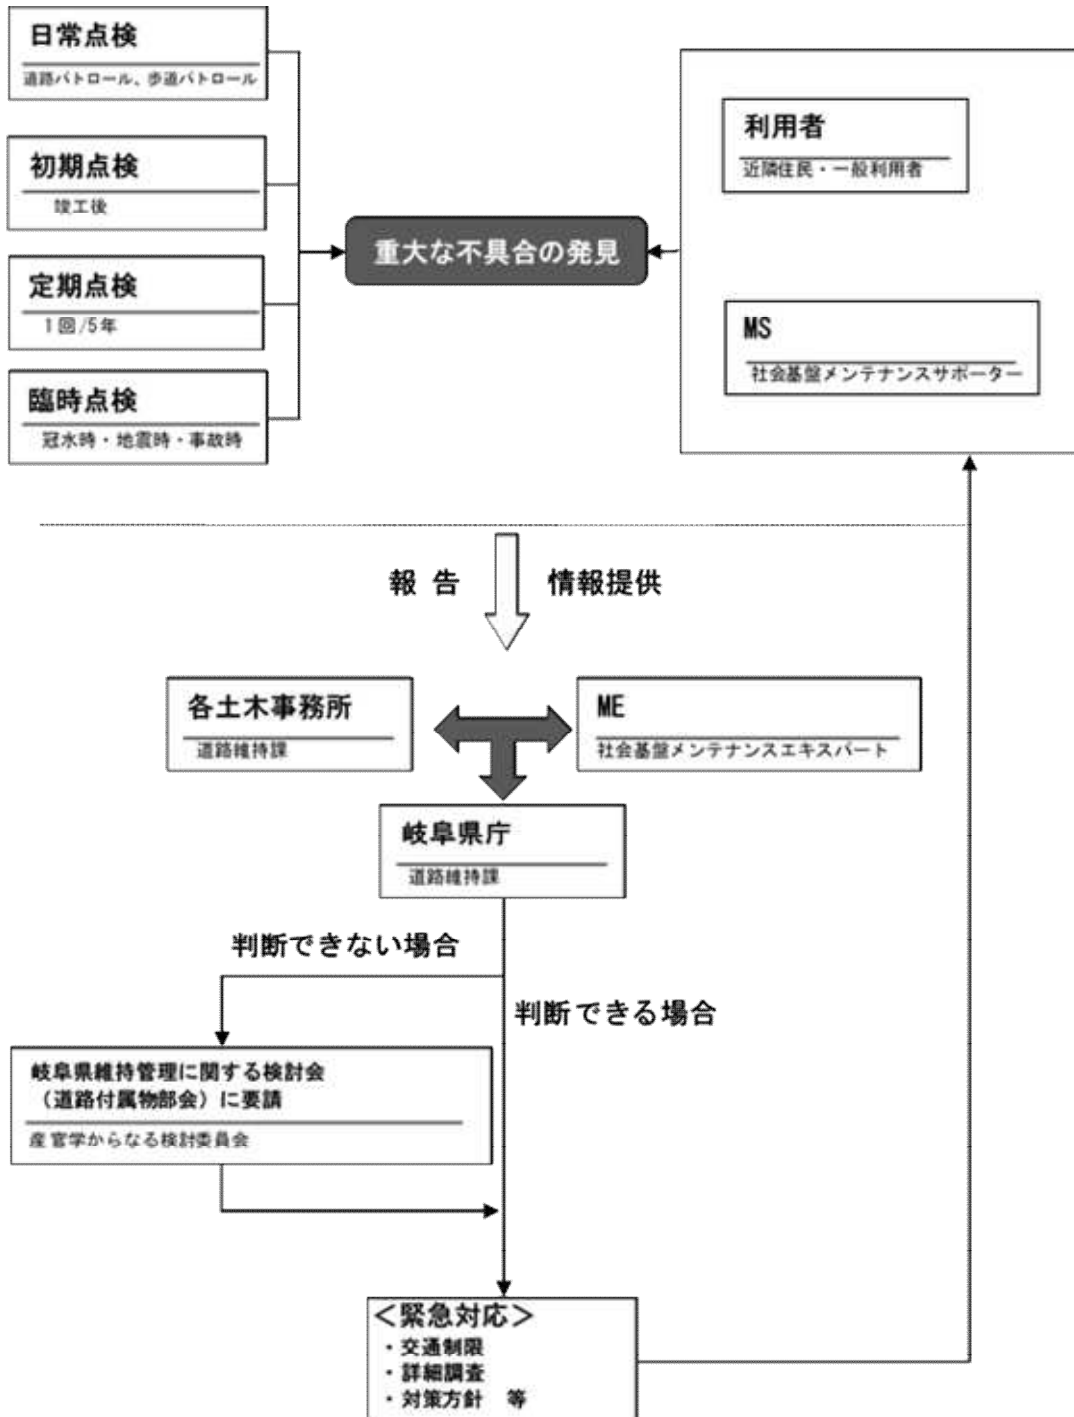 日常点検
道路パトロール、歩道パトロール
初期点検
竣工後
定期点検
1回/5年
臨時点検
冠水時・地震時・事故時
重大な不具合の発見
利用者
近隣住民・一般利用者
MS
社会基盤メンテナンスサポーター
報 告
情報提供
各土木事務所
道路維持課
ME
社会基盤メンテナンスエキスパート
岐阜県庁
道路維持課
判断できない場合
判断できる場合
岐阜県維持管理に関する検討会
（道路付属物部会）に要請
産官学からなる検討委員会
＜緊急対応＞
・交通制限
・詳細調査
・対策方針 等